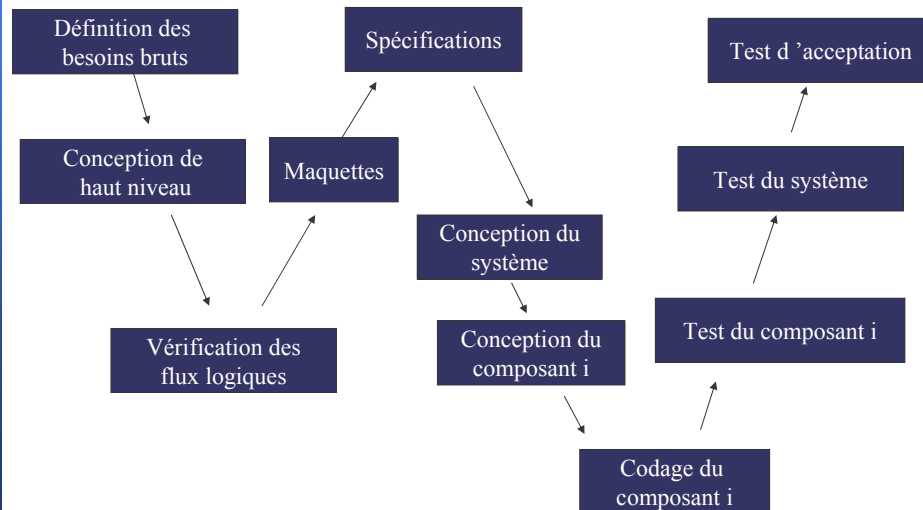 Définition des
besoins bruts
Conception de
haut niveau
Vérification des
flux logiques
Maquettes
Spécifications
Conception du
système
Conception du
composant i
Codage du
composant i
Test du composant i
Test du système
Test d ’acceptation